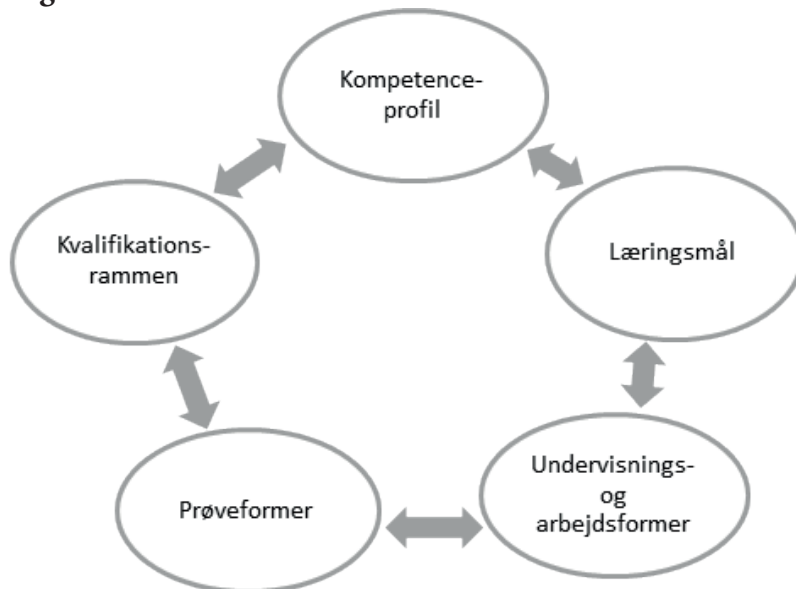 Kompetence-
profil
Læringsmål
Undervisnings-
og
arbejdsformer
Prøveformer
Kvalifikations-
rammen